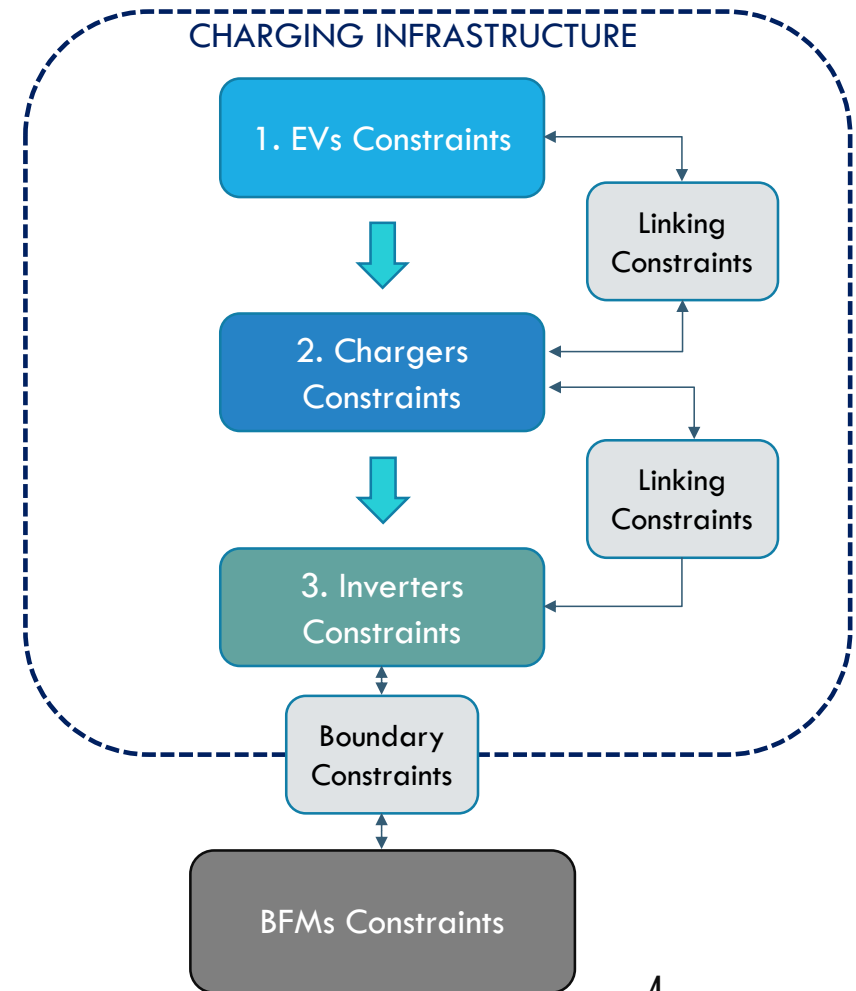 CHARGING INFRASTRUCTURE
1. EVs Constraints
Linking
Constraints
2. Chargers
Constraints
Linking
Constraints
3. Inverters
Constraints
Boundary
Constraints
BFMs Constraints